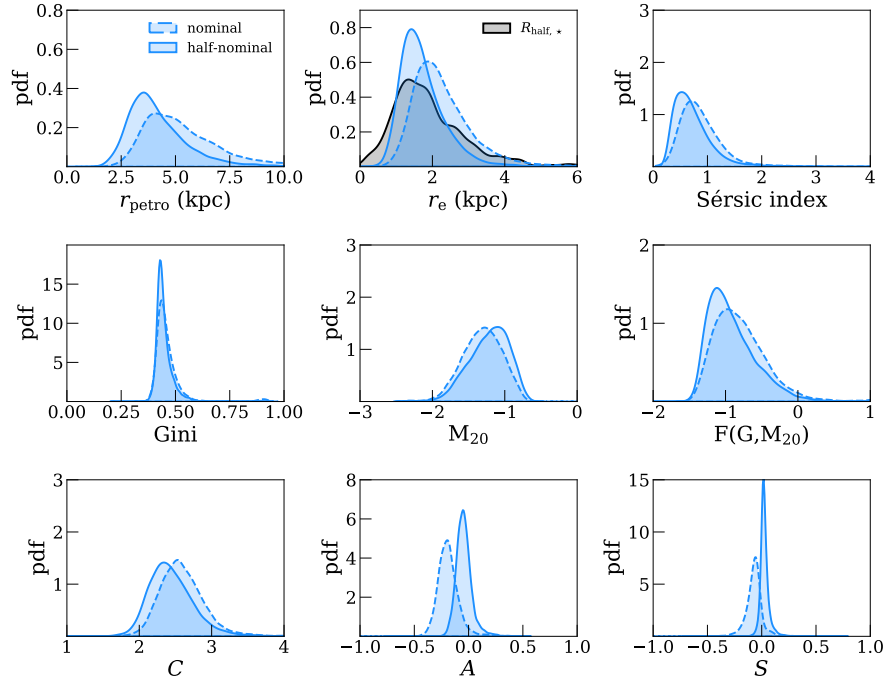 0.8
0.6
0.4
0.2
pdf
nominal
half-nominal
0.0 2.5 5.0 7.5 10.0
r_petro (kpc)
0.8
0.6
0.4
0.2
pdf
R_half, ⋆
0 2 4 6
r_e (kpc)
3
2
1
pdf
0 1 2 3 4
Sérsic index
15
10
5
pdf
0.00 0.25 0.50 0.75 1.00
Gini
3
2
1
pdf
−3 −2 −1 0
M_20
2
1
pdf
−2 −1 0 1
F(G,M_20)
3
2
1
pdf
1 2 3 4
C
8
6
4
2
pdf
−1.0 −0.5 0.0 0.5 1.0
A
15
10
5
pdf
−1.0 −0.5 0.0 0.5 1.0
S